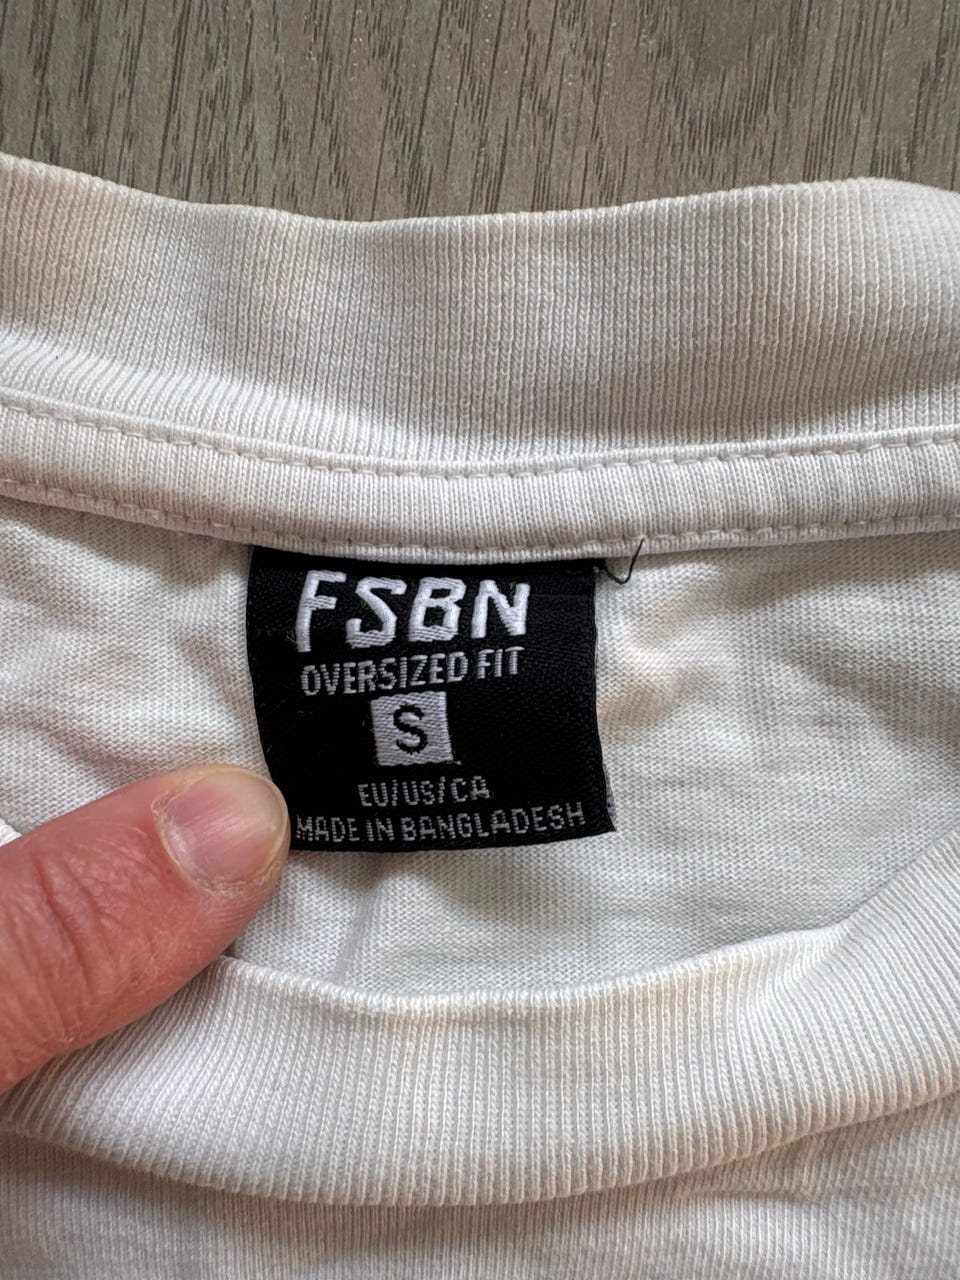 FSBN
OVERSIZED FIT
S
EU/US/CA
MADE IN BANGLADESH